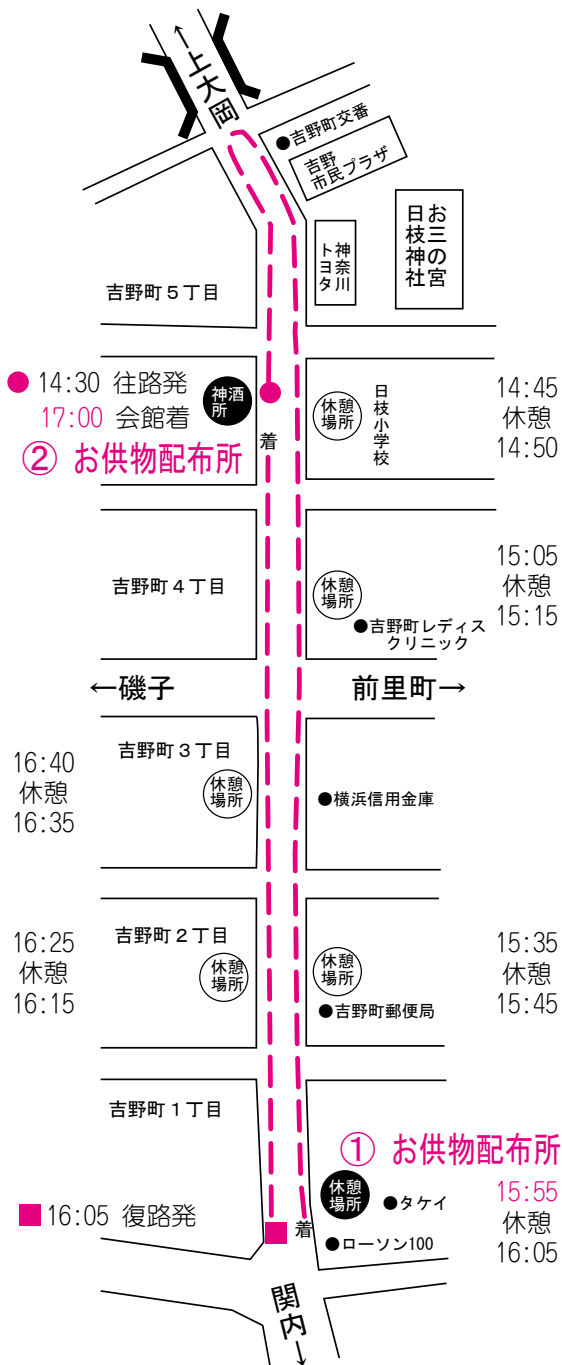 ←上大岡
●吉野町交番
吉野
市民プラザ
お三の宮
日枝神社
神奈川
トヨタ
吉野町5丁目
● 14:30 往路発
17:00 会館着
神酒
所
② お供物配布所
着
休憩
場所
日枝小学校
14:45
休憩
14:50
吉野町4丁目
休憩
場所
●吉野町レディス
クリニック
15:05
休憩
15:15
←磯子
前里町→
吉野町3丁目
16:40
休憩
16:35
休憩
場所
●横浜信用金庫
吉野町2丁目
16:25
休憩
16:15
休憩
場所
休憩
場所
●吉野町郵便局
15:35
休憩
15:45
吉野町1丁目
① お供物配布所
休憩
場所
●タケイ
15:55
休憩
16:05
■16:05 復路発
着
●ローソン100
関内→